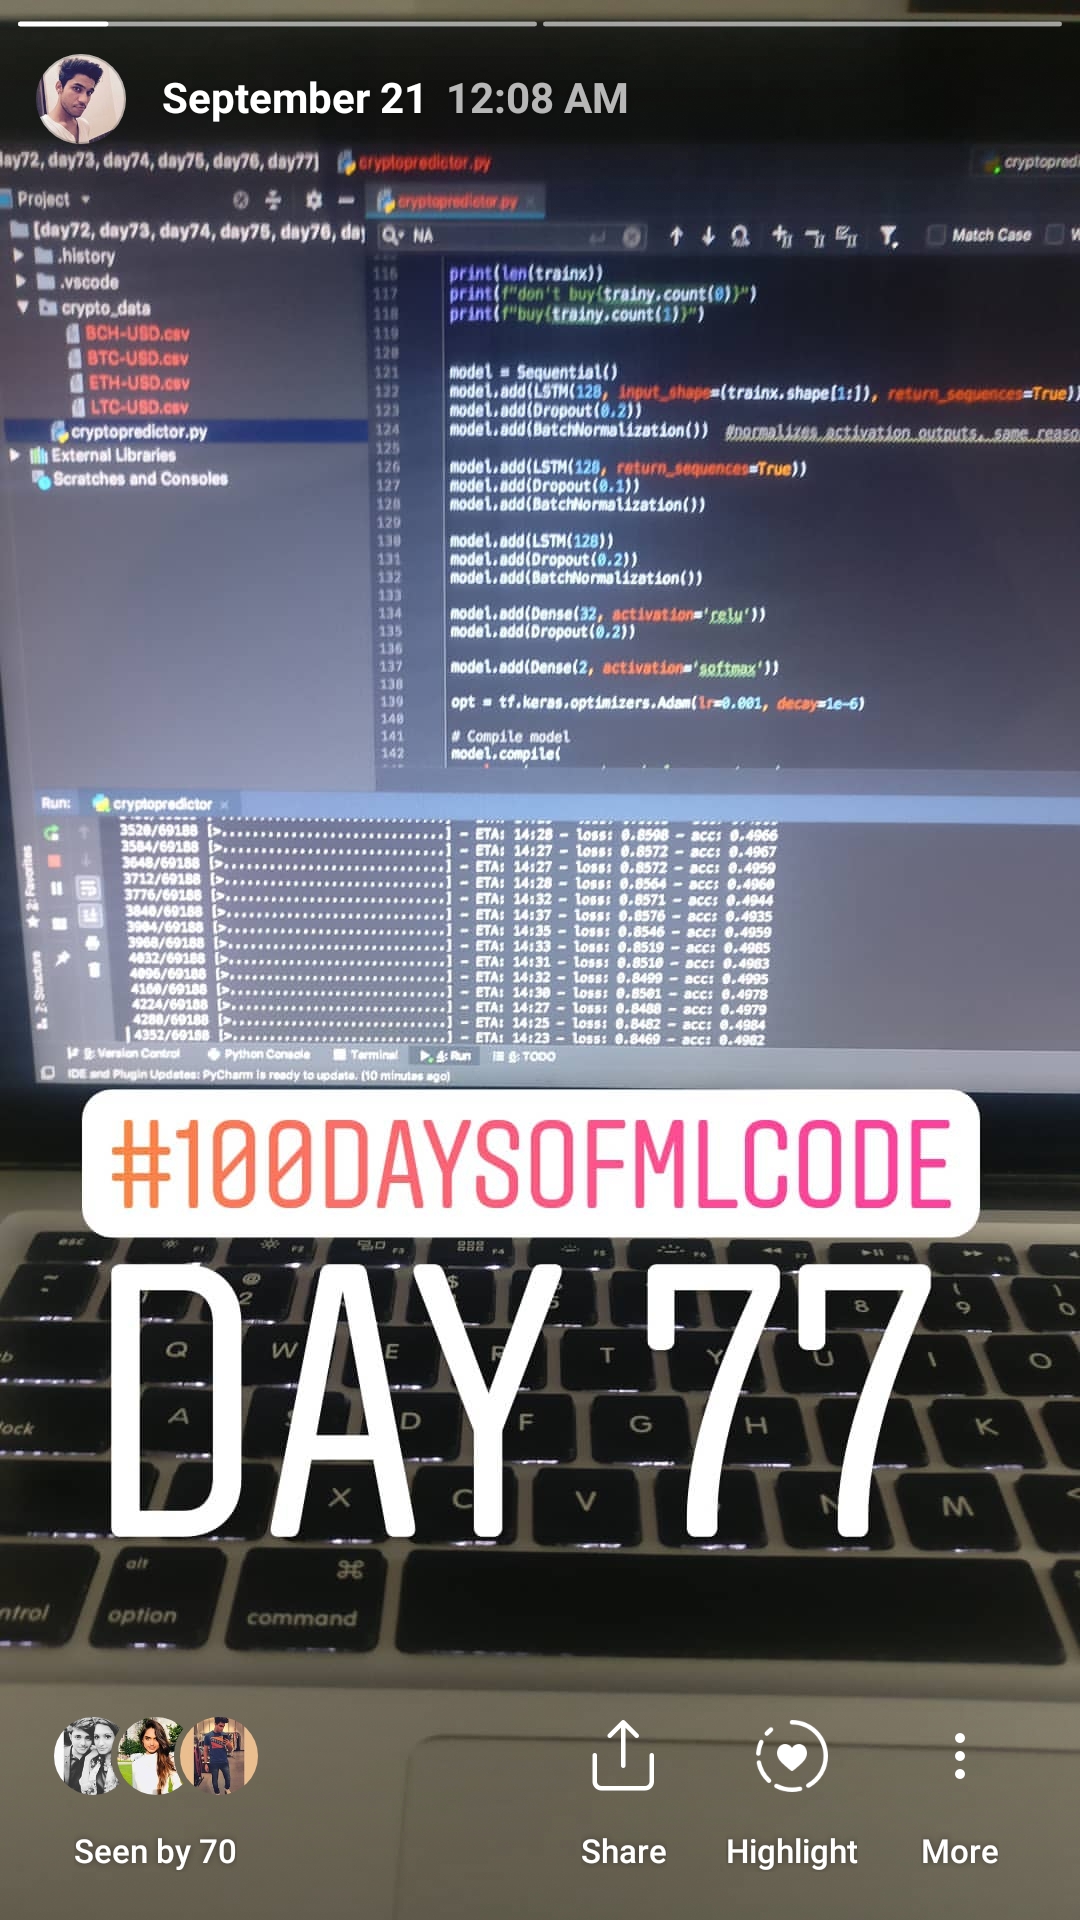 September 21 12:08 AM
day72, day73, day74, day75, day76, day77] cryptopredictor.py
Project cryptopredictor.py
[day72, day73, day74, day75, day76, NA Match Case
.history
.vscode
crypto_data
BCH-USD.csv
BTC-USD.csv
ETH-USD.csv
LTC-USD.csv
cryptopredictor.py
External Libraries
Scratches and Consoles
116 print(len(trainx))
117 print(f"don't buy{trainy.count(0)}")
118 print(f"buy{trainy.count(1)}")
119
120
121 model = Sequential()
122 model.add(LSTM(128, input_shape=(trainx.shape[1:]), return_sequences=True))
123 model.add(Dropout(0.2))
124 model.add(BatchNormalization()) #normalizes activation outputs, same reaso
125
126 model.add(LSTM(128, return_sequences=True))
127 model.add(Dropout(0.1))
128 model.add(BatchNormalization())
129
130 model.add(LSTM(128))
131 model.add(Dropout(0.2))
132 model.add(BatchNormalization())
133
134 model.add(Dense(32, activation='relu'))
135 model.add(Dropout(0.2))
136
137 model.add(Dense(2, activation='softmax'))
138
139 opt = tf.keras.optimizers.Adam(lr=0.001, decay=1e-6)
140
141 # Compile model
142 model.compile(
Run: cryptopredictor
3520/69188 [>..............................] - ETA: 14:28 - loss: 0.8598 - acc: 0.4966
3584/69188 [>..............................] - ETA: 14:27 - loss: 0.8572 - acc: 0.4967
3648/69188 [>..............................] - ETA: 14:27 - loss: 0.8572 - acc: 0.4959
3712/69188 [>..............................] - ETA: 14:28 - loss: 0.8564 - acc: 0.4960
3776/69188 [>..............................] - ETA: 14:32 - loss: 0.8571 - acc: 0.4944
3840/69188 [>..............................] - ETA: 14:37 - loss: 0.8576 - acc: 0.4935
3904/69188 [>..............................] - ETA: 14:35 - loss: 0.8546 - acc: 0.4959
3968/69188 [>..............................] - ETA: 14:33 - loss: 0.8519 - acc: 0.4985
4032/69188 [>..............................] - ETA: 14:31 - loss: 0.8510 - acc: 0.4983
4096/69188 [>..............................] - ETA: 14:32 - loss: 0.8499 - acc: 0.4995
4160/69188 [>..............................] - ETA: 14:30 - loss: 0.8501 - acc: 0.4978
4224/69188 [>..............................] - ETA: 14:27 - loss: 0.8488 - acc: 0.4979
4288/69188 [>..............................] - ETA: 14:25 - loss: 0.8482 - acc: 0.4984
4352/69188 [>..............................] - ETA: 14:23 - loss: 0.8469 - acc: 0.4982
2: Favorites
7: Structure
9: Version Control Python Console Terminal 4: Run 6: TODO
IDE and Plugin Updates: PyCharm is ready to update. (10 minutes ago)
#100DAYSOFMLCODE
DAY 77
esc F1 F2 F3 F4 F5 F6 F7 F8 F9
~ @ 2 $ 8 ( 9 ) 0
Q W E R T Y U I O
lock A D F G H K
X C V N M
alt
option command
Seen by 70 Share Highlight More